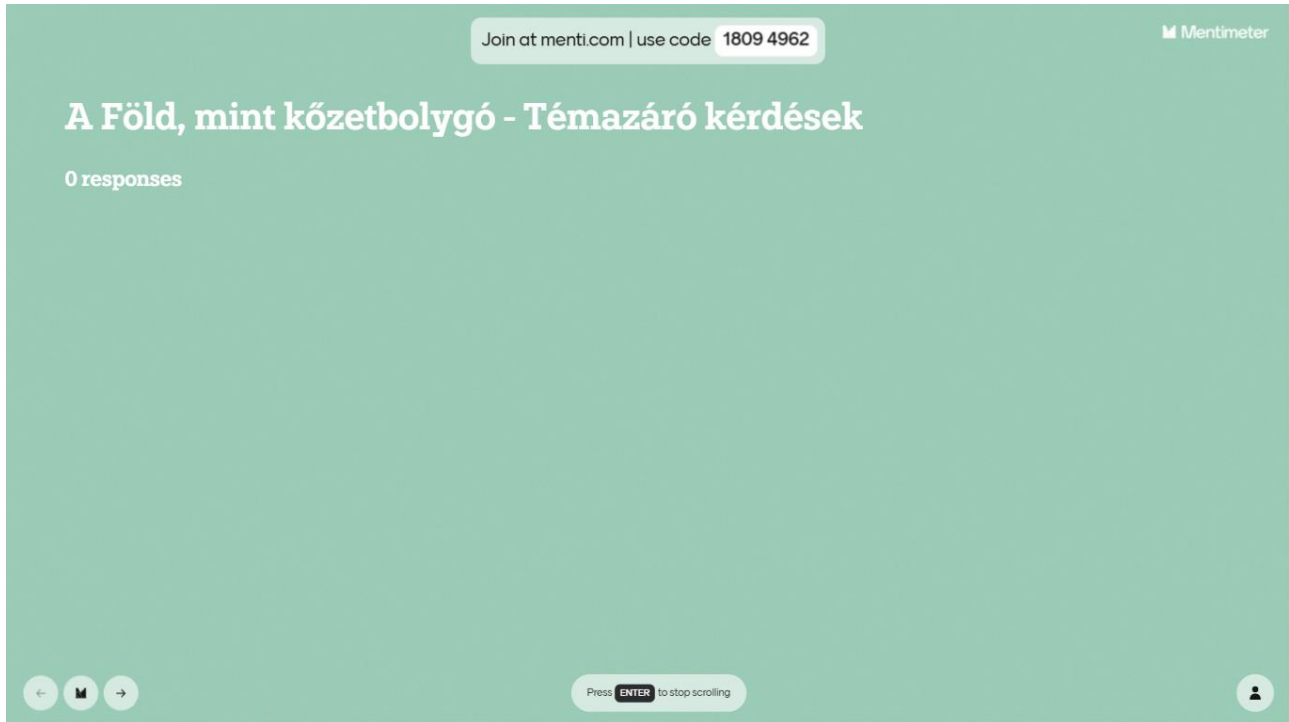 Join at menti.com | use code 1809 4962
Mentimeter
A Föld, mint kőzetbolygó - Témazáró kérdések
0 responses
Press ENTER to stop scrolling